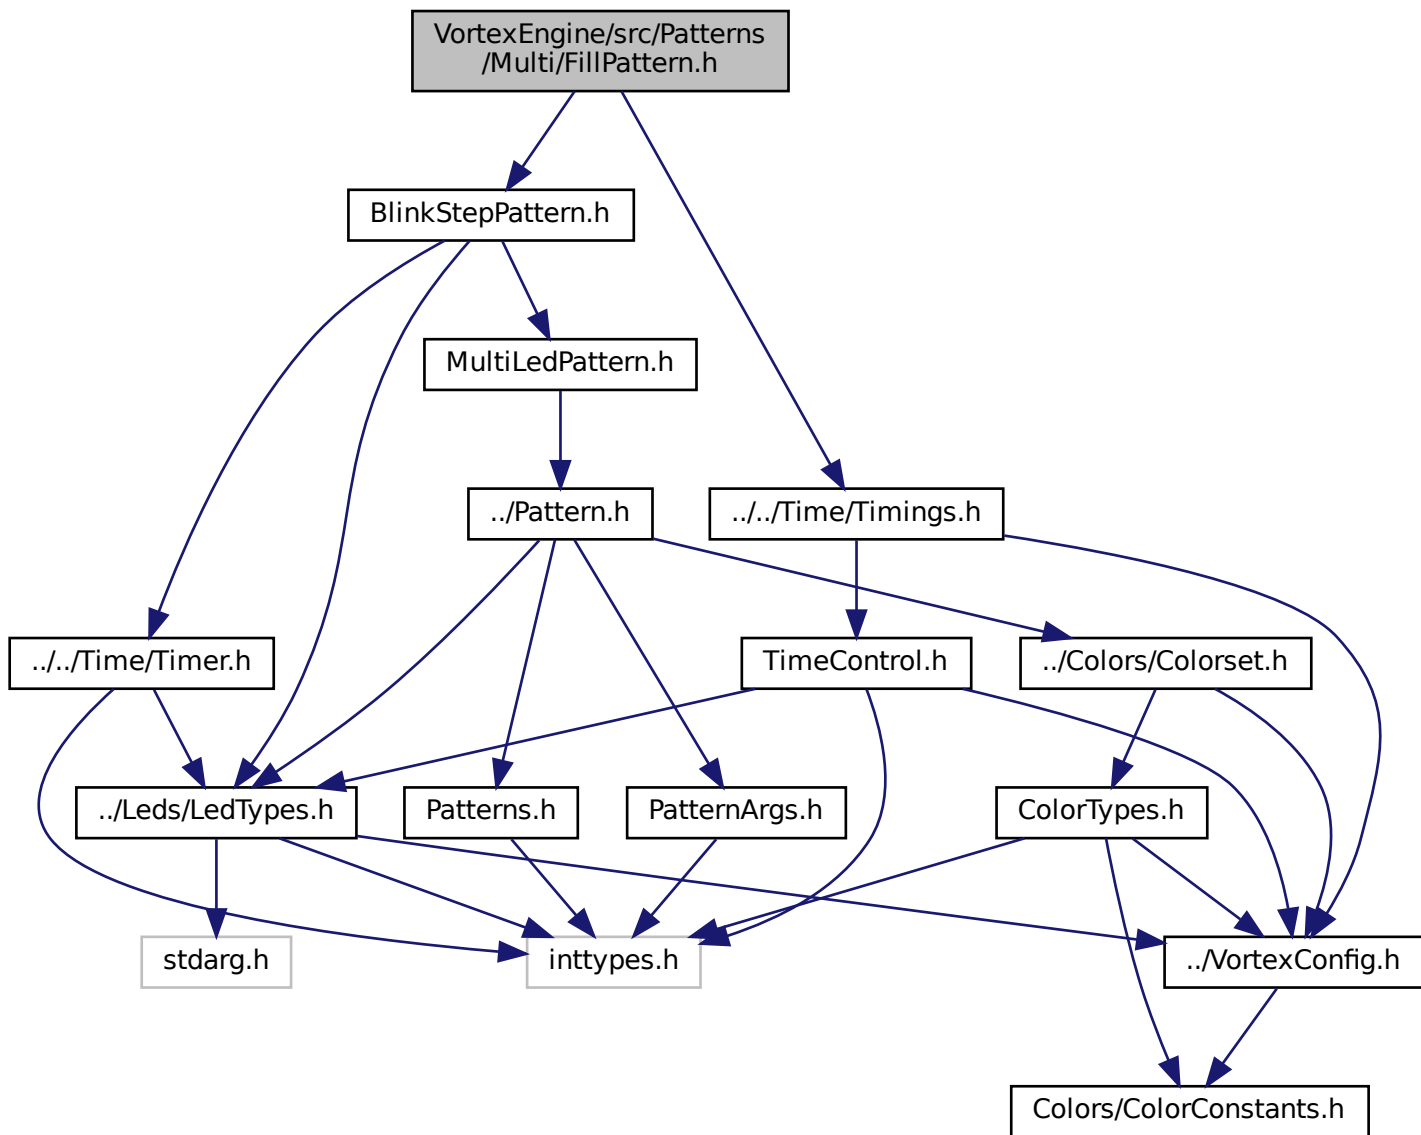 VortexEngine/src/Patterns
/Multi/FillPattern.h
BlinkStepPattern.h
MultiLedPattern.h
../Pattern.h
../../Time/Timings.h
../../Time/Timer.h
TimeControl.h
../Colors/Colorset.h
../Leds/LedTypes.h
Patterns.h
PatternArgs.h
ColorTypes.h
stdarg.h
inttypes.h
../VortexConfig.h
Colors/ColorConstants.h